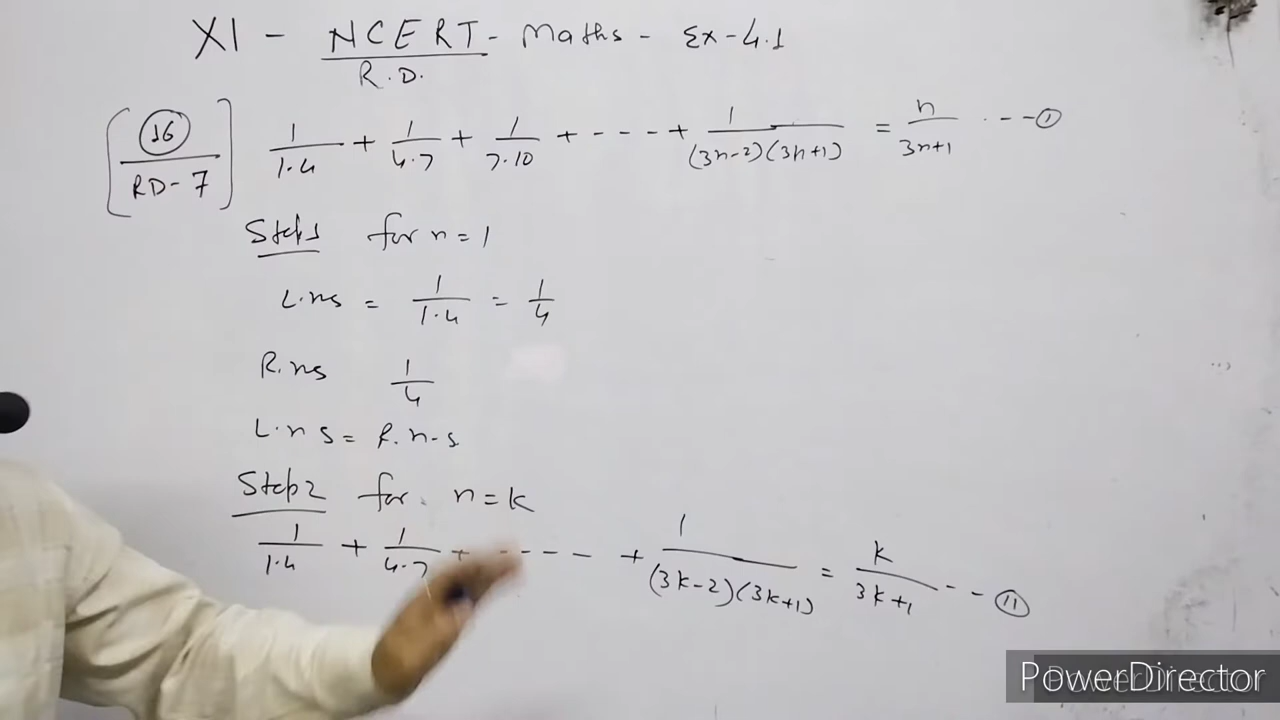 XI - NCERT - Maths - Ex-4.1
R.D.
16/RD-7 1/1.4 + 1/4.7 + 1/7.10 + ---- + 1/(3n-2)(3n+1) = n/3n+1 --- ①
Step1 for n=1
L.H.S = 1/1.4 = 1/4
R.H.S 1/4
L.H.S = R.H.S
Step2 for n=k
1/1.4 + 1/4.7 + ----- + 1/(3k-2)(3k+1) = k/3k+1 -- ⑪
PowerDirector